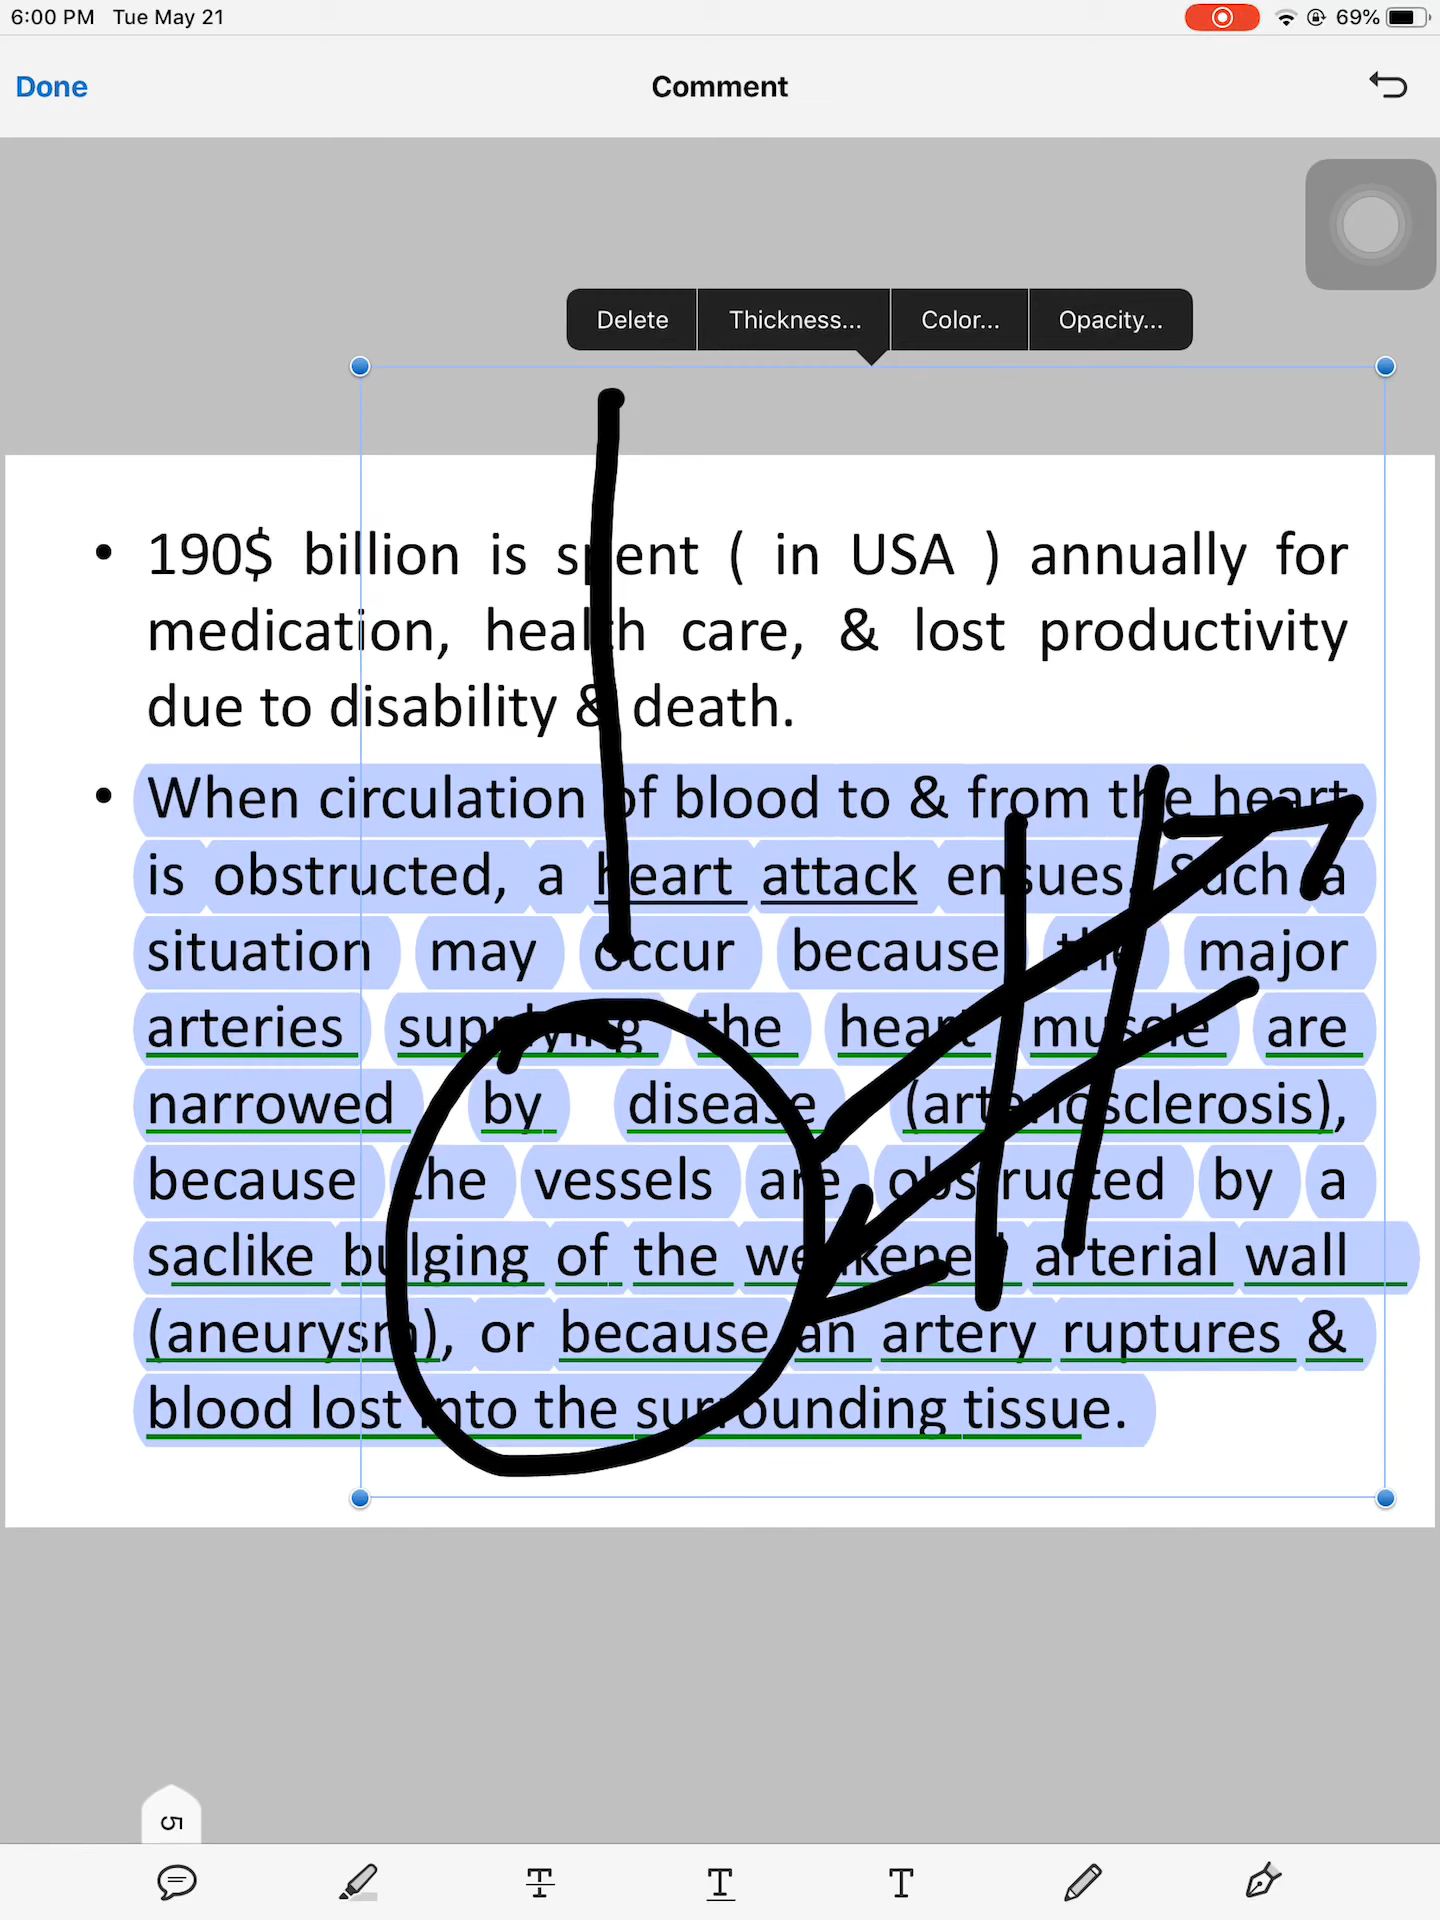 6:00 PM Tue May 21 69%
Done Comment
Delete Thickness... Color... Opacity...
• 190$ billion is spent ( in USA ) annually for
medication, health care, & lost productivity
due to disability & death.
• When circulation of blood to & from the heart
is obstructed, a heart attack ensues. Such a
situation may occur because the major
arteries supplying the heart muscle are
narrowed by disease (arteriosclerosis),
because the vessels are obstructed by a
saclike bulging of the weakened arterial wall
(aneurysm), or because an artery ruptures &
blood lost into the surrounding tissue.
5
T T T